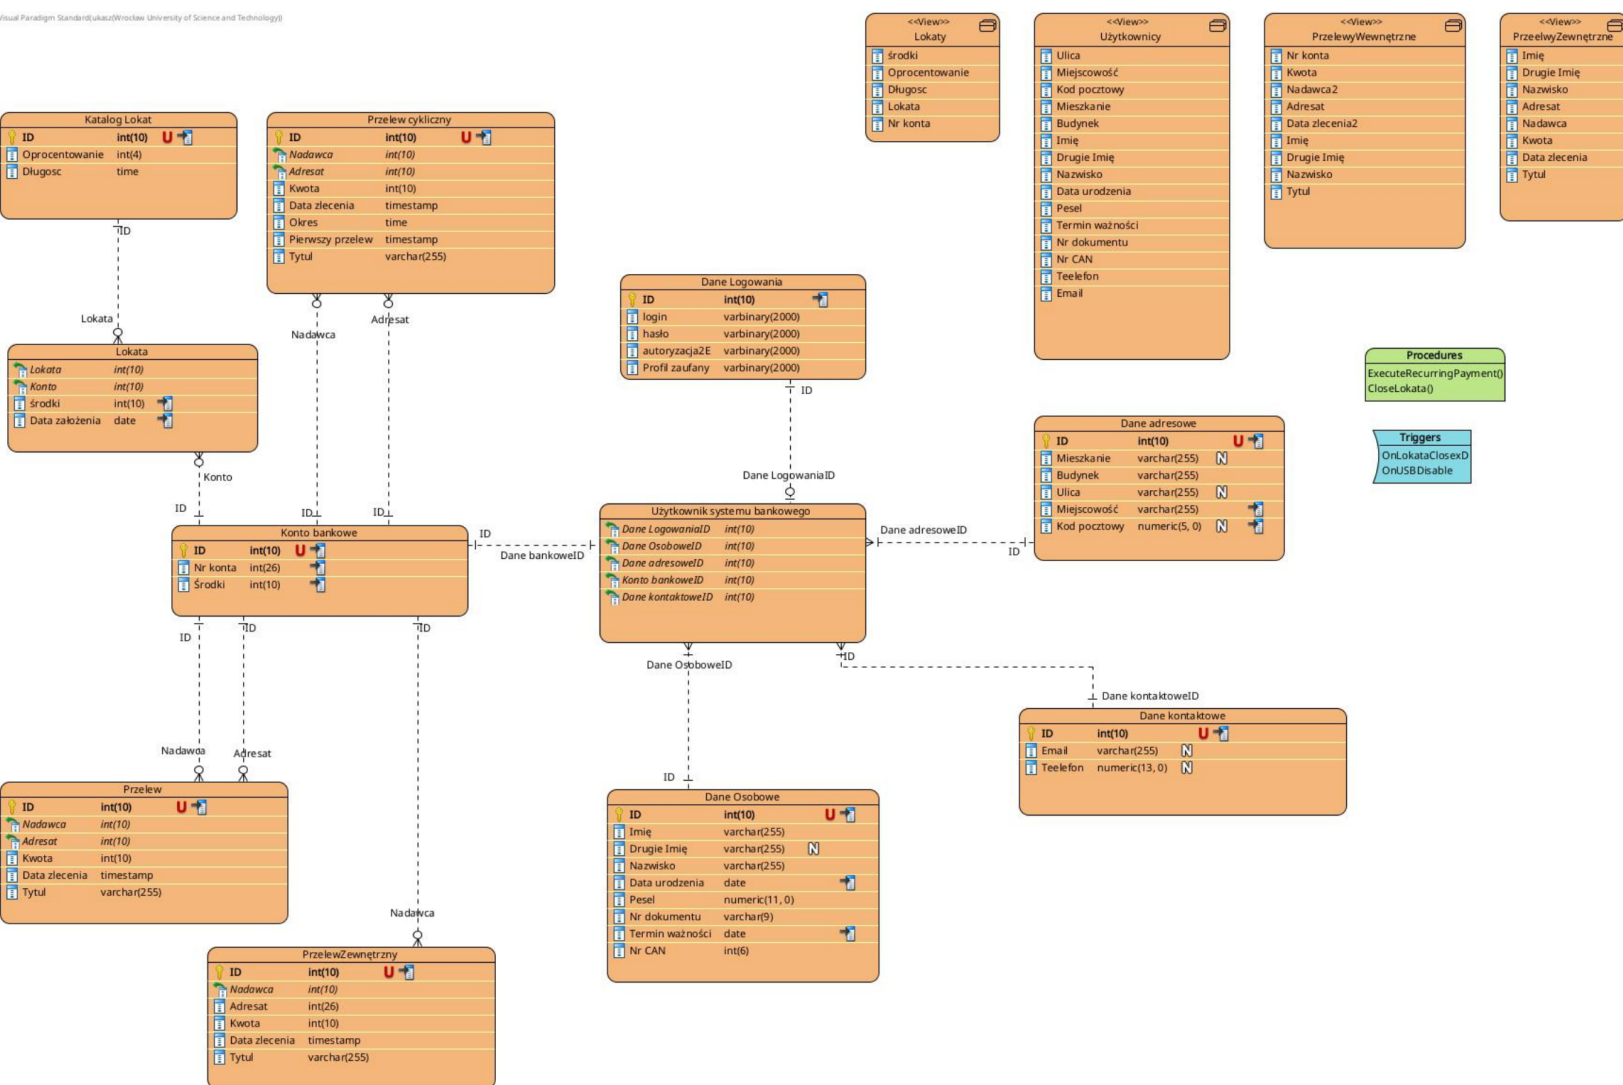 Visual Paradigm Standard(ukasz(Wrocław University of Science and Technology))
<<View>>
Lokaty
środki
Oprocentowanie
Długosc
Lokata
Nr konta
<<View>>
Użytkownicy
Ulica
Miejscowość
Kod pocztowy
Mieszkanie
Budynek
Imię
Drugie Imię
Nazwisko
Data urodzenia
Pesel
Termin ważności
Nr dokumentu
Nr CAN
Teelefon
Email
<<View>>
PrzelewyWewnętrzne
Nr konta
Kwota
Nadawca2
Adresat
Data zlecenia2
Imię
Drugie Imię
Nazwisko
Tytul
<<View>>
PrzeelwyZewnętrzne
Imię
Drugie Imię
Nazwisko
Adresat
Nadawca
Kwota
Data zlecenia
Tytul
Katalog Lokat
ID int(10) U
Oprocentowanie int(4)
Długosc time
ID
Lokata
Przelew cykliczny
ID int(10) U
Nadawca int(10)
Adresat int(10)
Kwota int(10)
Data zlecenia timestamp
Okres time
Pierwszy przelew timestamp
Tytul varchar(255)
Nadawca
Adresat
ID
ID
Lokata
Lokata int(10)
Konto int(10)
środki int(10)
Data założenia date
Konto
ID
Dane Logowania
ID int(10)
login varbinary(2000)
hasło varbinary(2000)
autoryzacja2E varbinary(2000)
Profil zaufany varbinary(2000)
ID
Dane LogowaniaID
Procedures
ExecuteRecurringPayment()
CloseLokata()
Triggers
OnLokataClosexD
OnUSBDisable
Dane adresowe
ID int(10) U
Mieszkanie varchar(255) N
Budynek varchar(255)
Ulica varchar(255) N
Miejscowość varchar(255)
Kod pocztowy numeric(5, 0) N
Konto bankowe
ID int(10) U
Nr konta int(26)
Środki int(10)
ID
Dane bankoweID
Użytkownik systemu bankowego
Dane LogowaniaID int(10)
Dane OsoboweID int(10)
Dane adresoweID int(10)
Konto bankoweID int(10)
Dane kontaktoweID int(10)
Dane adresoweID
ID
ID
ID
ID
Dane OsoboweID
ID
ID
Dane kontaktoweID
Dane kontaktowe
ID int(10) U
Email varchar(255) N
Teelefon numeric(13, 0) N
Nadawca
Adresat
Przelew
ID int(10) U
Nadawca int(10)
Adresat int(10)
Kwota int(10)
Data zlecenia timestamp
Tytul varchar(255)
Dane Osobowe
ID int(10) U
Imię varchar(255)
Drugie Imię varchar(255) N
Nazwisko varchar(255)
Data urodzenia date
Pesel numeric(11, 0)
Nr dokumentu varchar(9)
Termin ważności date
Nr CAN int(6)
Nadawca
PrzelewZewnętrzny
ID int(10) U
Nadawca int(10)
Adresat int(26)
Kwota int(10)
Data zlecenia timestamp
Tytul varchar(255)